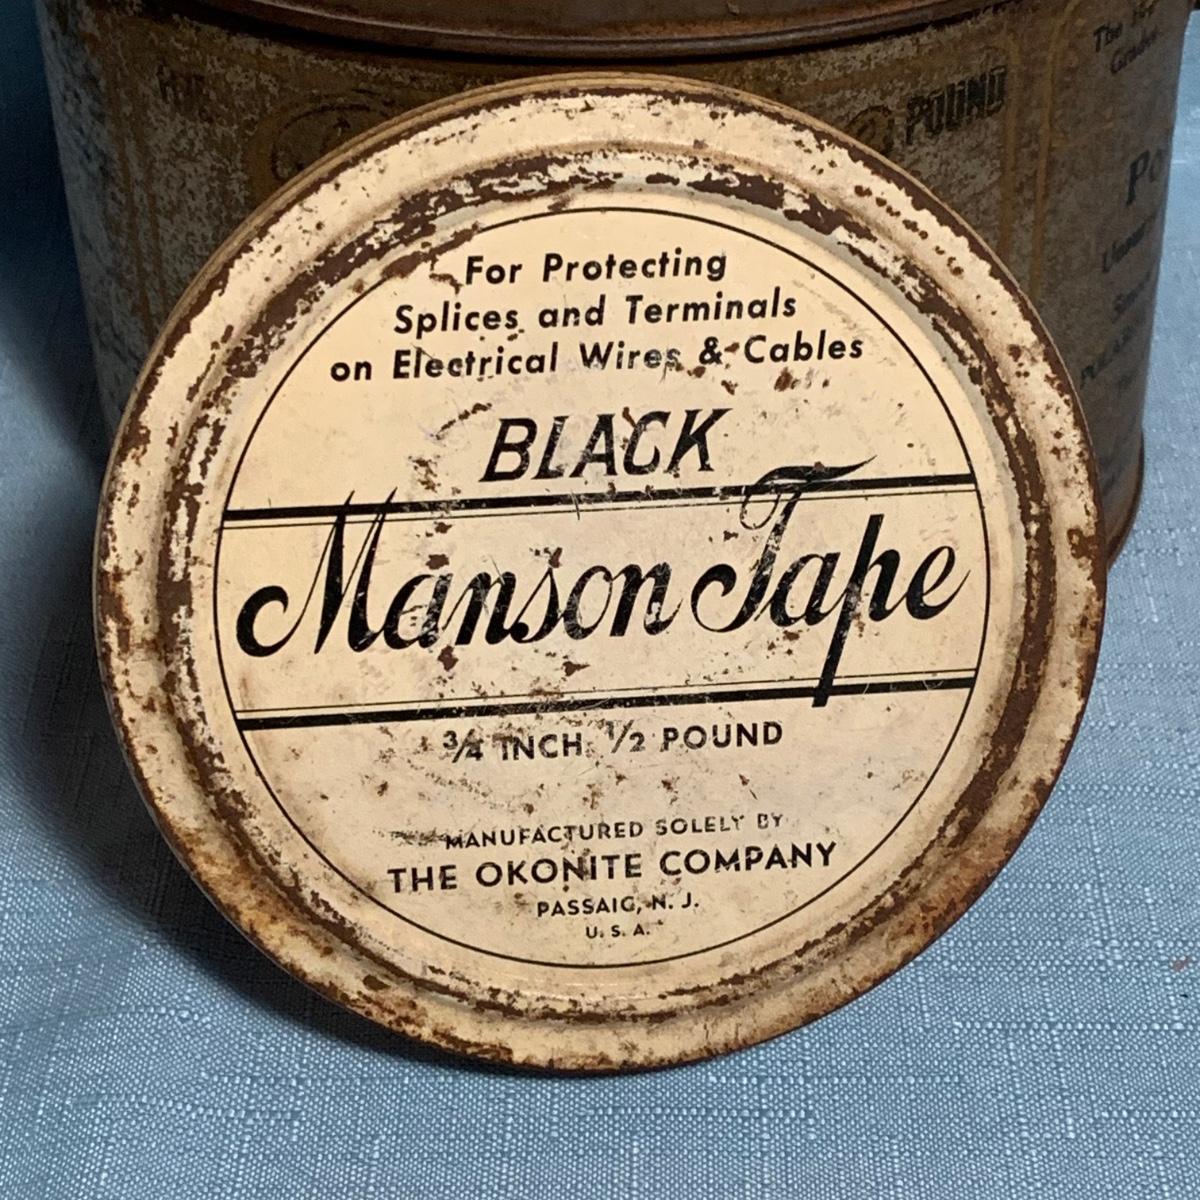 POUND
For Protecting
Splices and Terminals
on Electrical Wires & Cables
BLACK
Manson Tape
3/4 INCH 1/2 POUND
MANUFACTURED SOLELY BY
THE OKONITE COMPANY
PASSAIC, N. J.
U. S. A.